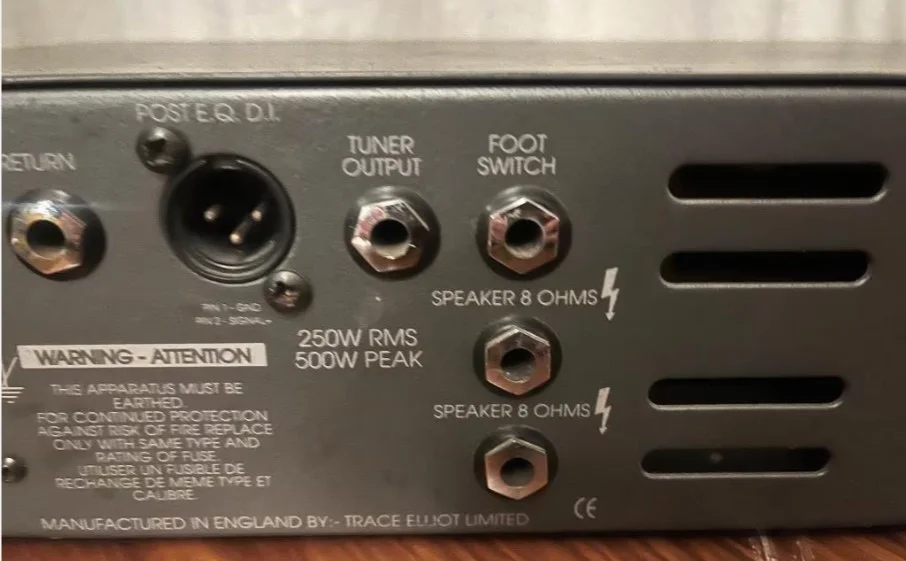 POST E.Q. D.I.
RETURN
TUNER
OUTPUT
FOOT
SWITCH
PIN 1 - GND
PIN 2 - SIGNAL+
SPEAKER 8 OHMS
250W RMS
500W PEAK
WARNING - ATTENTION
THIS APPARATUS MUST BE
EARTHED.
FOR CONTINUED PROTECTION
AGAINST RISK OF FIRE REPLACE
ONLY WITH SAME TYPE AND
RATING OF FUSE.
UTILISER UN FUSIBLE DE
RECHANGE DE MEME TYPE ET
CALIBRE.
SPEAKER 8 OHMS
MANUFACTURED IN ENGLAND BY:- TRACE ELLIOT LIMITED
CE